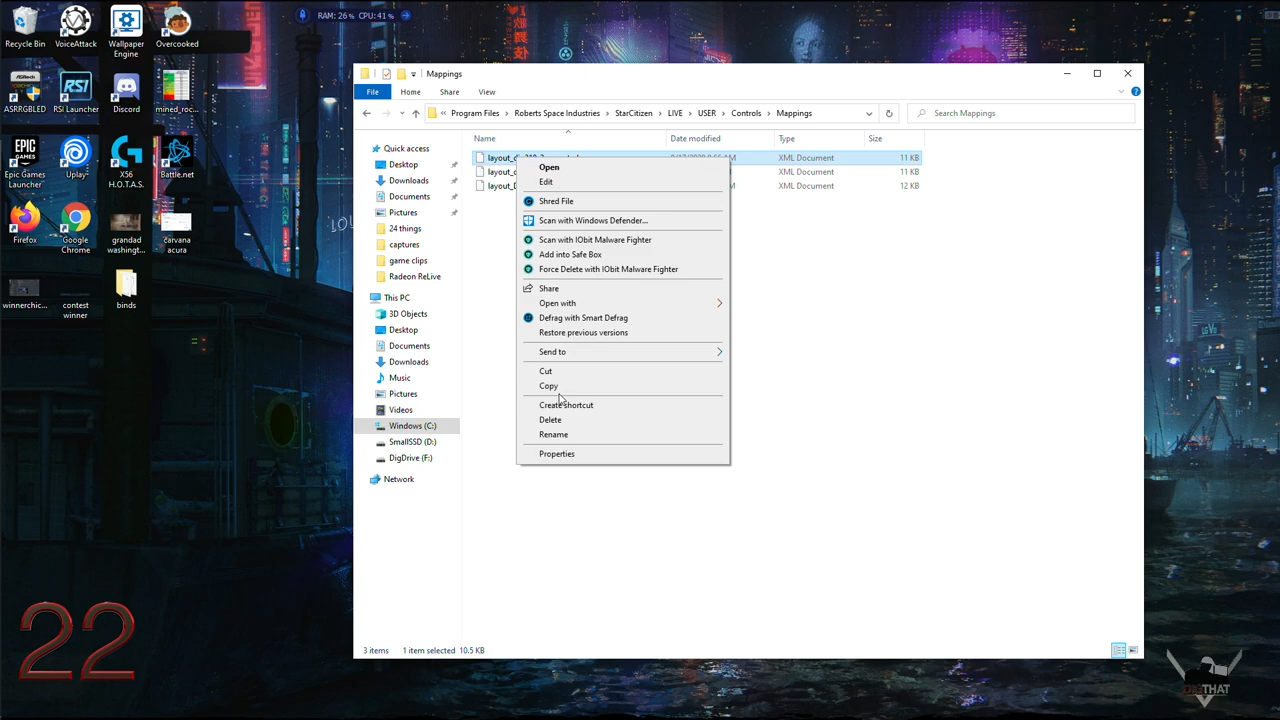 RAM: 26% CPU: 41%
Recycle Bin
VoiceAttack
Wallpaper
Engine
Overcooked
ASRock
ASRRGBLED
RSI
RSI Launcher
Discord
mined_roc...
EPIC
GAMES
Epic Games
Launcher
Uplay
X56
H.O.T.A.S.
Battle.net
Firefox
Google
Chrome
grandad
washingt...
carvana
acura
winnerchic...
contest
winner
binds
22
Mappings
File
Home
Share
View
« Program Files > Roberts Space Industries > StarCitizen > LIVE > USER > Controls > Mappings
Search Mappings
Name
Date modified
Type
Size
XML Document
11 KB
XML Document
11 KB
XML Document
12 KB
Quick access
Desktop
Downloads
Documents
Pictures
24 things
captures
game clips
Radeon ReLive
This PC
3D Objects
Desktop
Documents
Downloads
Music
Pictures
Videos
Windows (C:)
SmallSSD (D:)
DigDrive (F:)
Network
Open
Edit
Shred File
Scan with Windows Defender...
Scan with IObit Malware Fighter
Add into Safe Box
Force Delete with IObit Malware Fighter
Share
Open with
Defrag with Smart Defrag
Restore previous versions
Send to
Cut
Copy
Create shortcut
Delete
Rename
Properties
3 items
1 item selected 10.5 KB
DIGTHAT